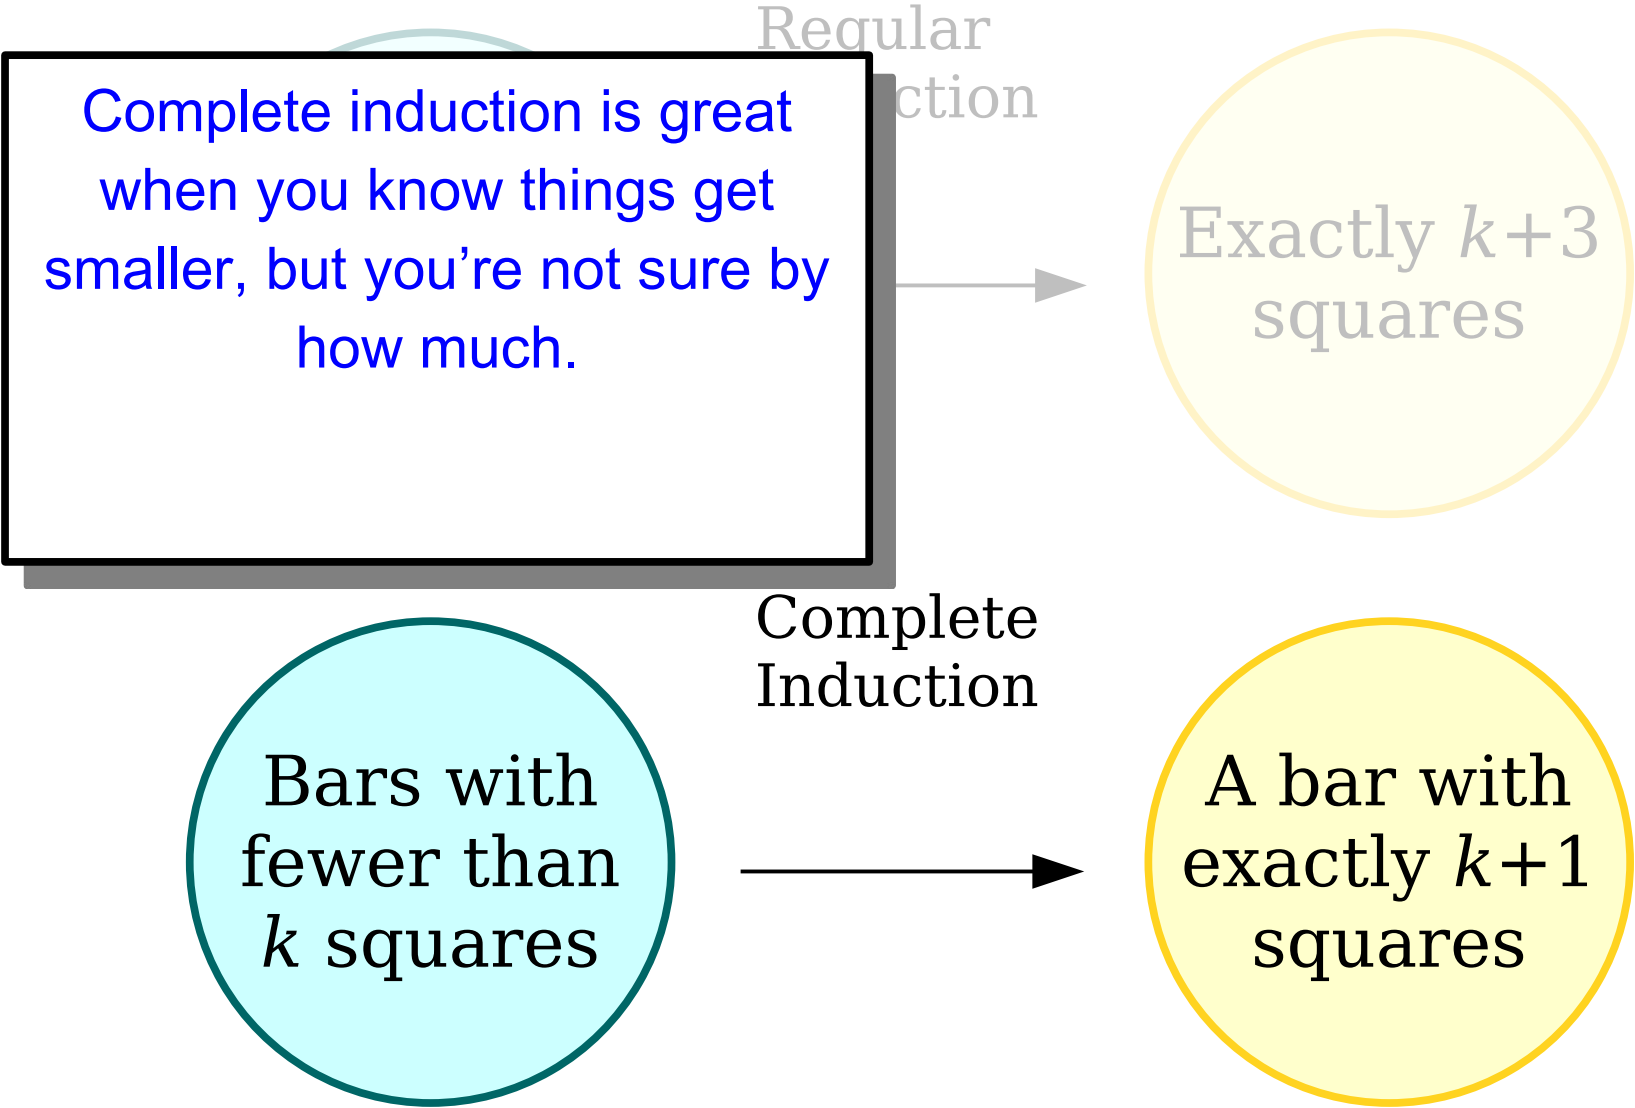 Regular
ction
Complete induction is great
when you know things get
smaller, but you’re not sure by
how much.
Exactly k+3
squares
Complete
Induction
Bars with
fewer than
k squares
A bar with
exactly k+1
squares